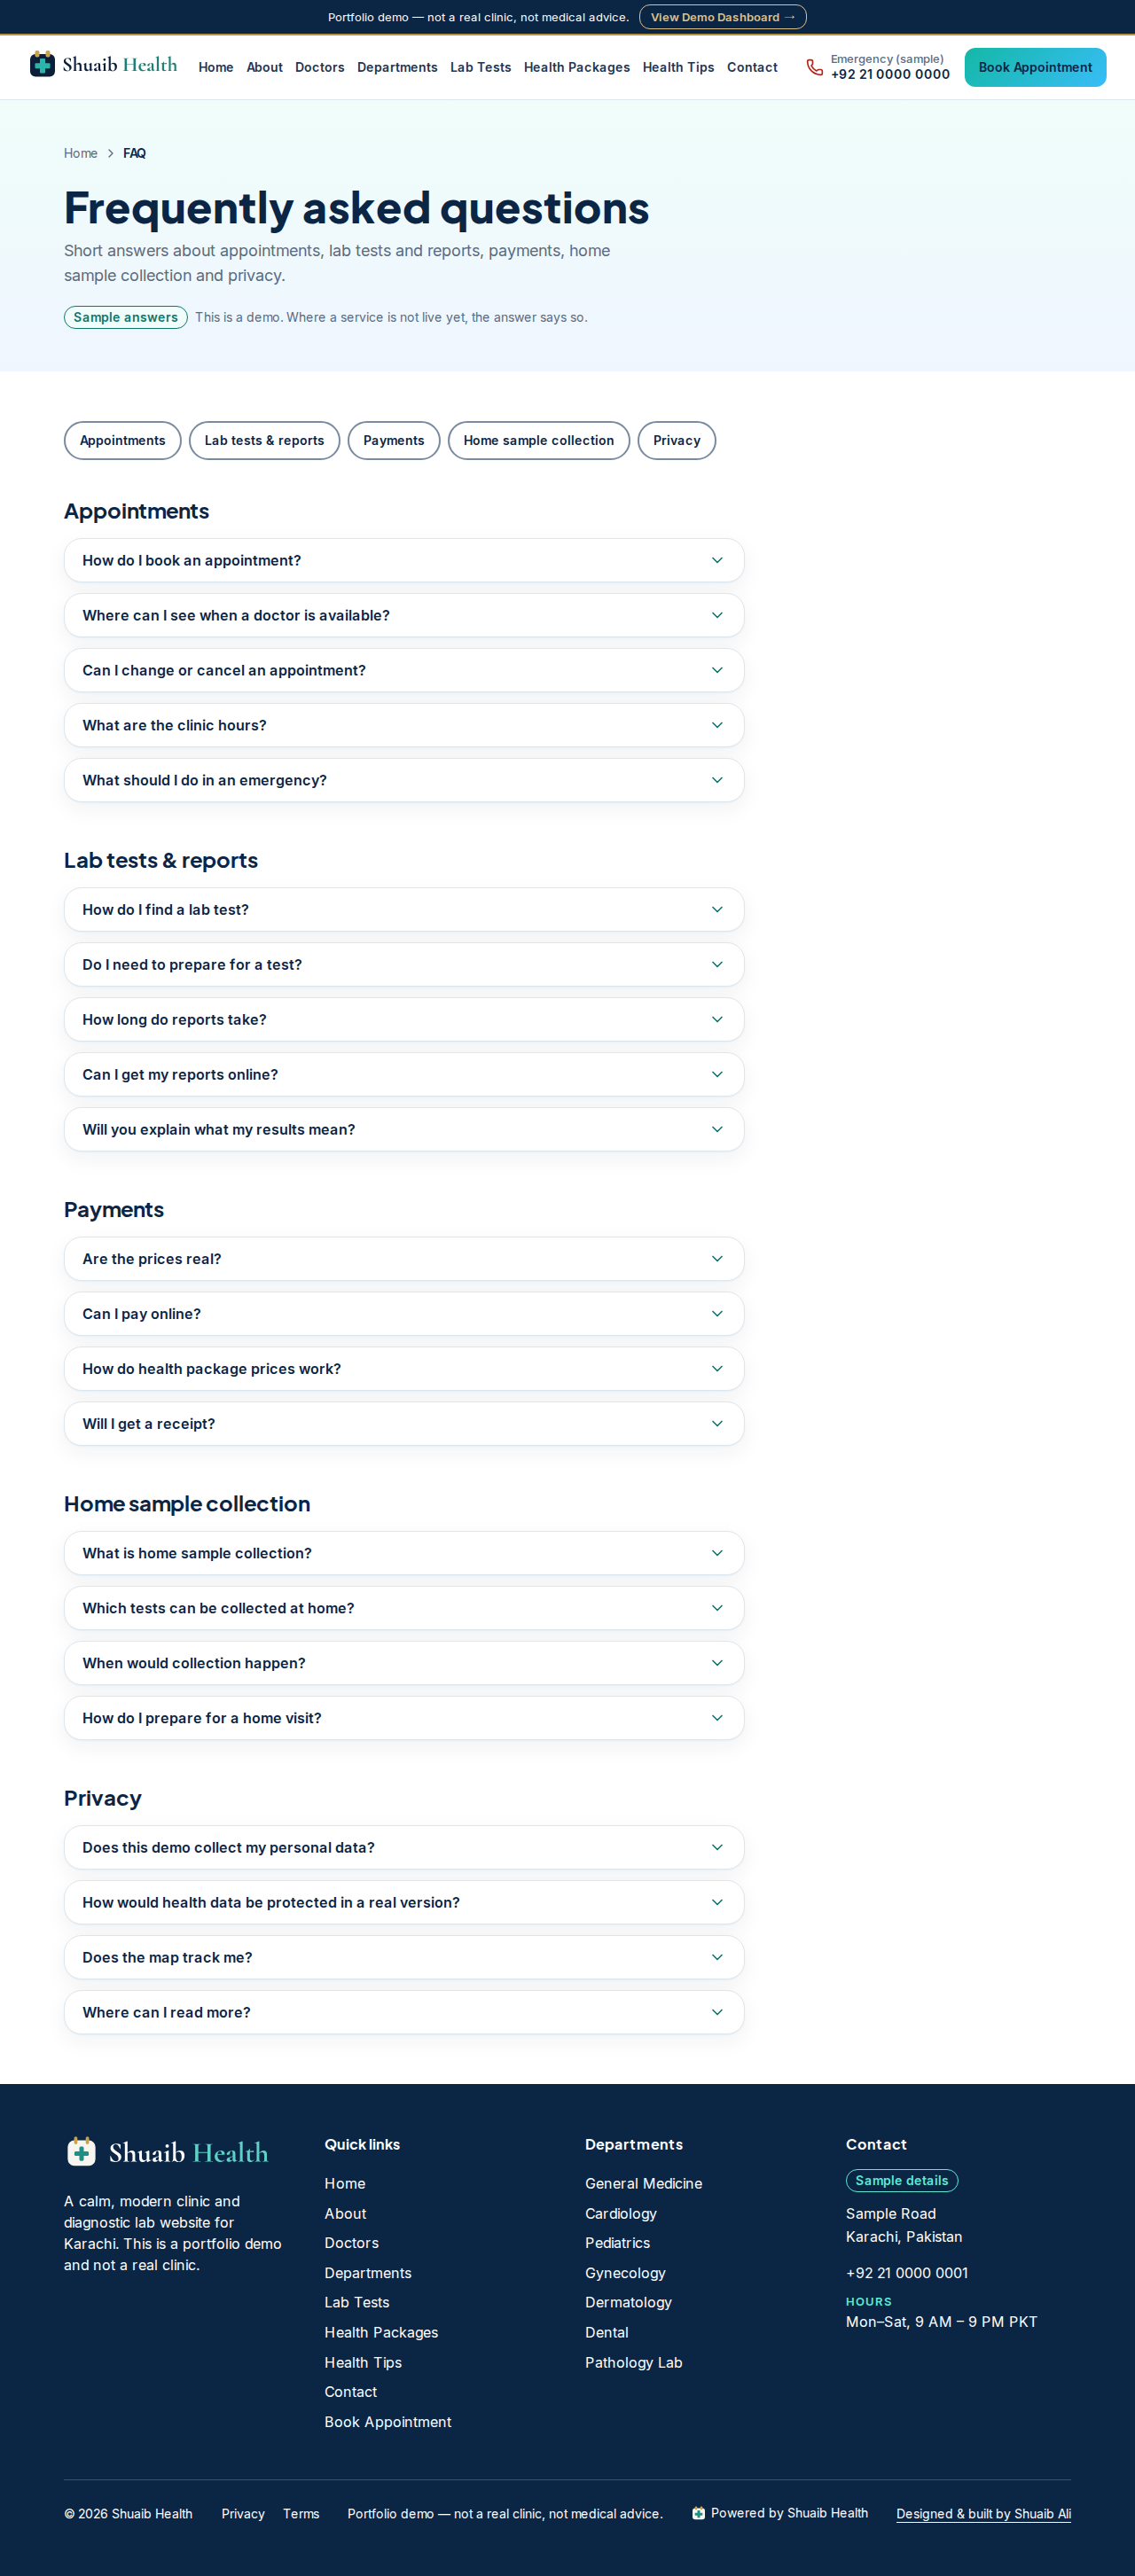 Portfolio demo — not a real clinic, not medical advice. View Demo Dashboard →
Shuaib Health Home About Doctors Departments Lab Tests Health Packages Health Tips Contact Emergency (sample) +92 21 0000 0000 Book Appointment
Home > FAQ
Frequently asked questions
Short answers about appointments, lab tests and reports, payments, home
sample collection and privacy.
Sample answers This is a demo. Where a service is not live yet, the answer says so.
Appointments Lab tests & reports Payments Home sample collection Privacy
Appointments
How do I book an appointment?
Where can I see when a doctor is available?
Can I change or cancel an appointment?
What are the clinic hours?
What should I do in an emergency?
Lab tests & reports
How do I find a lab test?
Do I need to prepare for a test?
How long do reports take?
Can I get my reports online?
Will you explain what my results mean?
Payments
Are the prices real?
Can I pay online?
How do health package prices work?
Will I get a receipt?
Home sample collection
What is home sample collection?
Which tests can be collected at home?
When would collection happen?
How do I prepare for a home visit?
Privacy
Does this demo collect my personal data?
How would health data be protected in a real version?
Does the map track me?
Where can I read more?
Shuaib Health
A calm, modern clinic and
diagnostic lab website for
Karachi. This is a portfolio demo
and not a real clinic.
Quick links
Home
About
Doctors
Departments
Lab Tests
Health Packages
Health Tips
Contact
Book Appointment
Departments
General Medicine
Cardiology
Pediatrics
Gynecology
Dermatology
Dental
Pathology Lab
Contact
Sample details
Sample Road
Karachi, Pakistan
+92 21 0000 0001
HOURS
Mon–Sat, 9 AM – 9 PM PKT
© 2026 Shuaib Health Privacy Terms Portfolio demo — not a real clinic, not medical advice. Powered by Shuaib Health Designed & built by Shuaib Ali